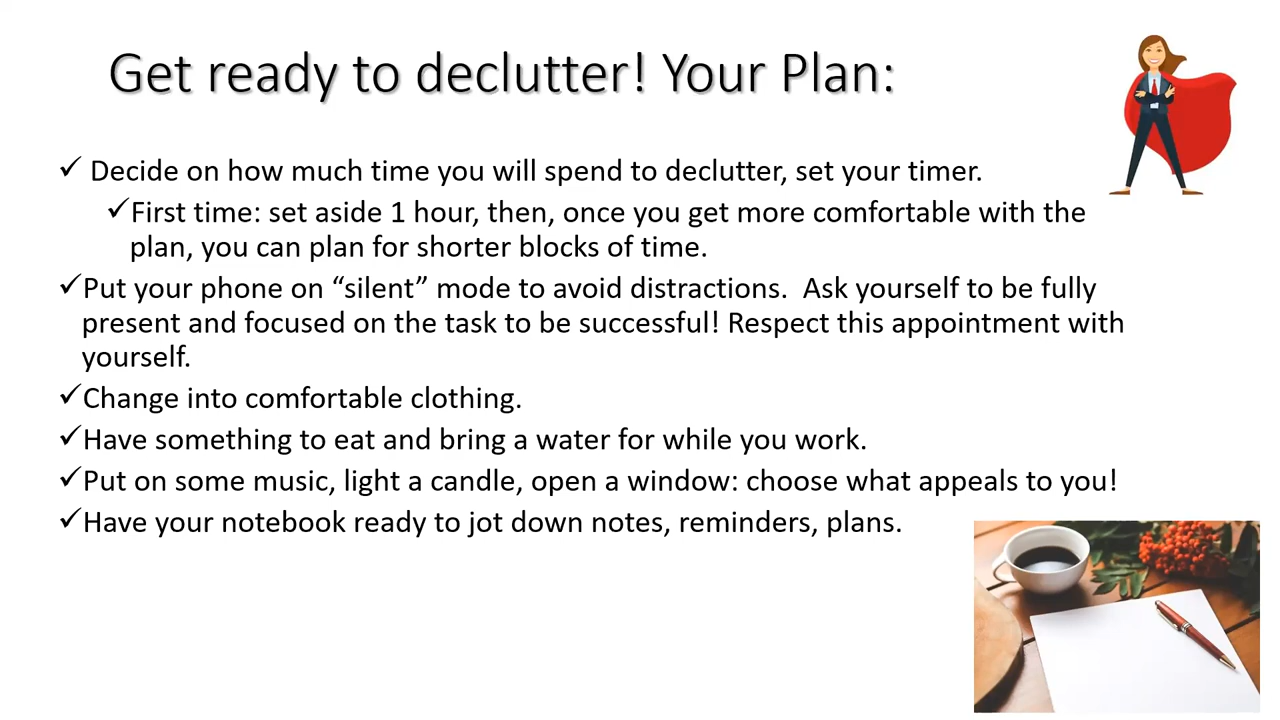 Get ready to declutter! Your Plan:
✓ Decide on how much time you will spend to declutter, set your timer.
✓First time: set aside 1 hour, then, once you get more comfortable with the
plan, you can plan for shorter blocks of time.
✓Put your phone on “silent” mode to avoid distractions.  Ask yourself to be fully
present and focused on the task to be successful! Respect this appointment with
yourself.
✓Change into comfortable clothing.
✓Have something to eat and bring a water for while you work.
✓Put on some music, light a candle, open a window: choose what appeals to you!
✓Have your notebook ready to jot down notes, reminders, plans.